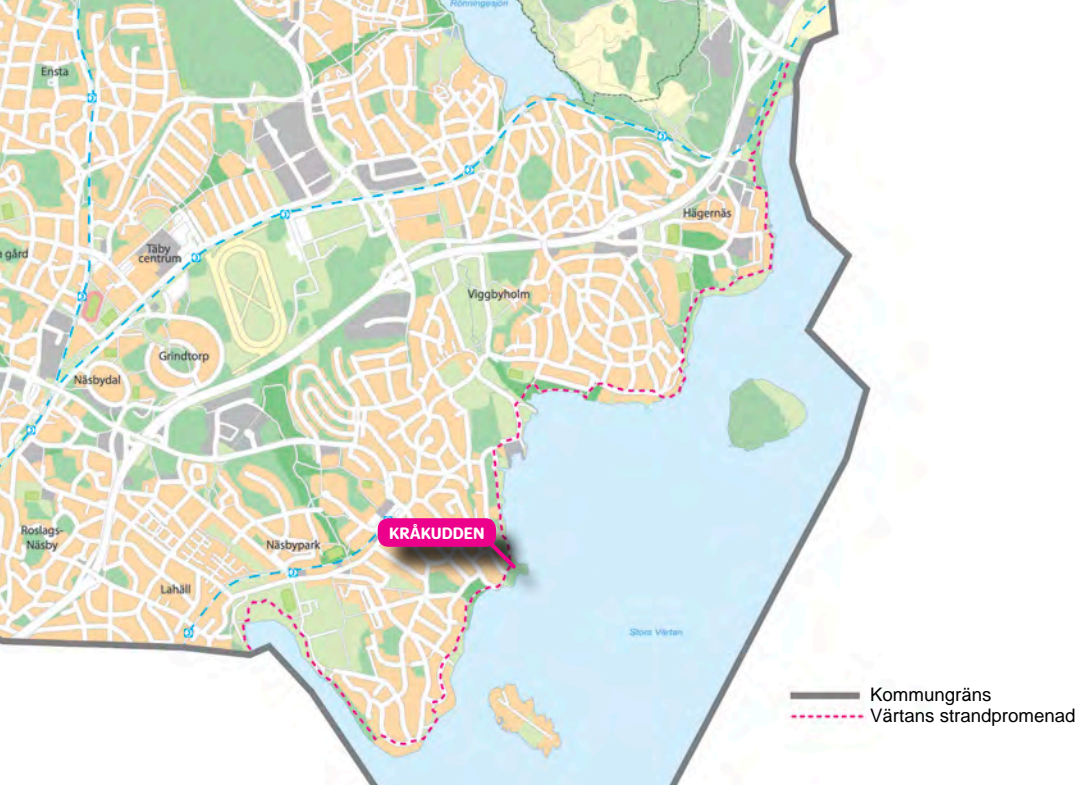 Rönningesjön
Ensta
Hägernäs
gård
Täby
centrum
Viggbyholm
Grindtorp
Näsbydal
KRÅKUDDEN
Roslags-
Näsby
Näsbypark
Lahäll
Stora Värtan
Kommungräns
Värtans strandpromenad